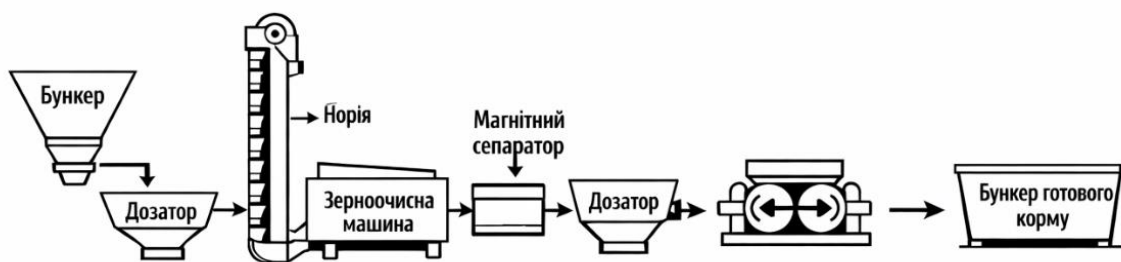 Бункер
Дозатор
Норія
Зерноочисна
машина
Магнітний
сепаратор
Дозатор
Бункер готового
корму